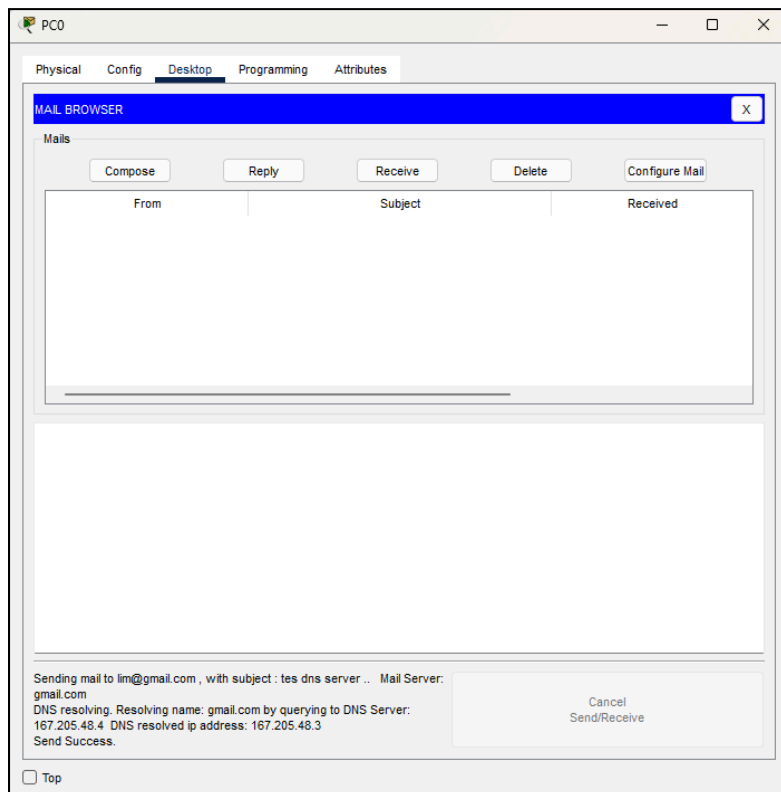 PC0
Physical Config Desktop Programming Attributes
MAIL BROWSER X
Mails
Compose Reply Receive Delete Configure Mail
From Subject Received
Sending mail to lim@gmail.com , with subject : tes dns server .. Mail Server:
gmail.com
DNS resolving. Resolving name: gmail.com by querying to DNS Server:
167.205.48.4 DNS resolved ip address: 167.205.48.3
Send Success.
Cancel
Send/Receive
Top